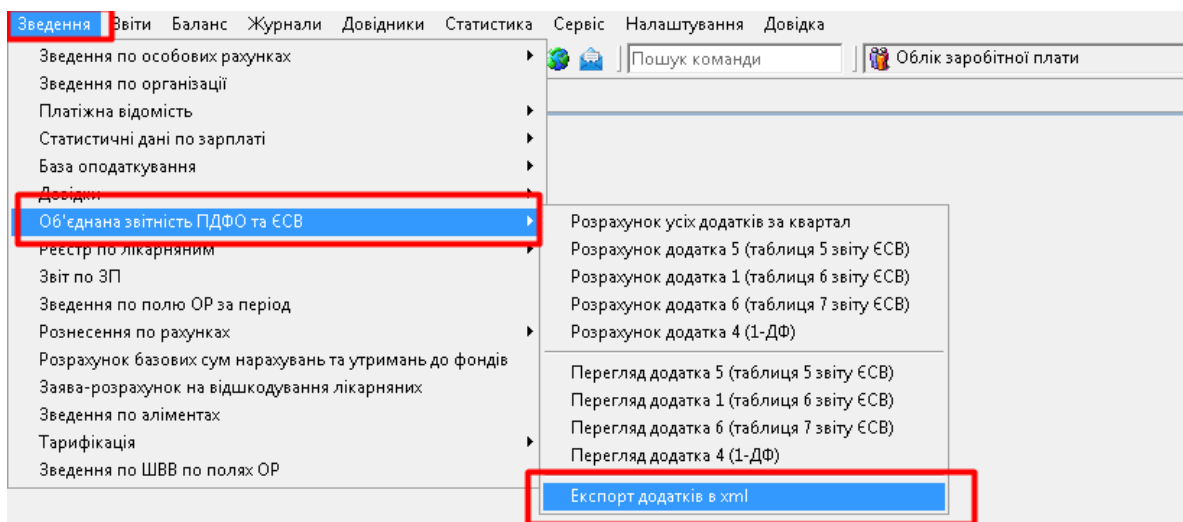 Зведення Звіти Баланс Журнали Довідники Статистика Сервіс Налаштування Довідка
Пошук команди
Облік заробітної плати
Зведення по особових рахунках
Зведення по організації
Платіжна відомість
Статистичні дані по зарплаті
База оподаткування
Довідки
Об'єднана звітність ПДФО та ЄСВ
Реєстр по лікарняним
Звіт по ЗП
Зведення по полю ОР за період
Рознесення по рахунках
Розрахунок базових сум нарахувань та утримань до фондів
Заява-розрахунок на відшкодування лікарняних
Зведення по аліментах
Тарифікація
Зведення по ШВВ по полях ОР
Розрахунок усіх додатків за квартал
Розрахунок додатка 5 (таблиця 5 звіту ЄСВ)
Розрахунок додатка 1 (таблиця 6 звіту ЄСВ)
Розрахунок додатка 6 (таблиця 7 звіту ЄСВ)
Розрахунок додатка 4 (1-ДФ)
Перегляд додатка 5 (таблиця 5 звіту ЄСВ)
Перегляд додатка 1 (таблиця 6 звіту ЄСВ)
Перегляд додатка 6 (таблиця 7 звіту ЄСВ)
Перегляд додатка 4 (1-ДФ)
Експорт додатків в xml